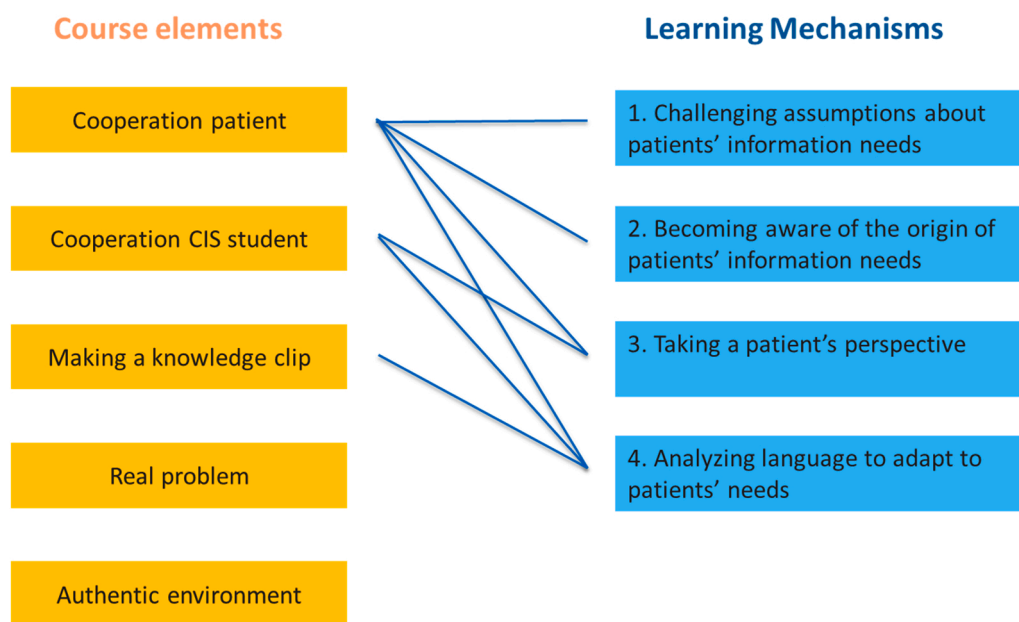 Course elements
Learning Mechanisms
Cooperation patient
Cooperation CIS student
Making a knowledge clip
Real problem
Authentic environment
1. Challenging assumptions about
patients’ information needs
2. Becoming aware of the origin of
patients’ information needs
3. Taking a patient’s perspective
4. Analyzing language to adapt to
patients’ needs